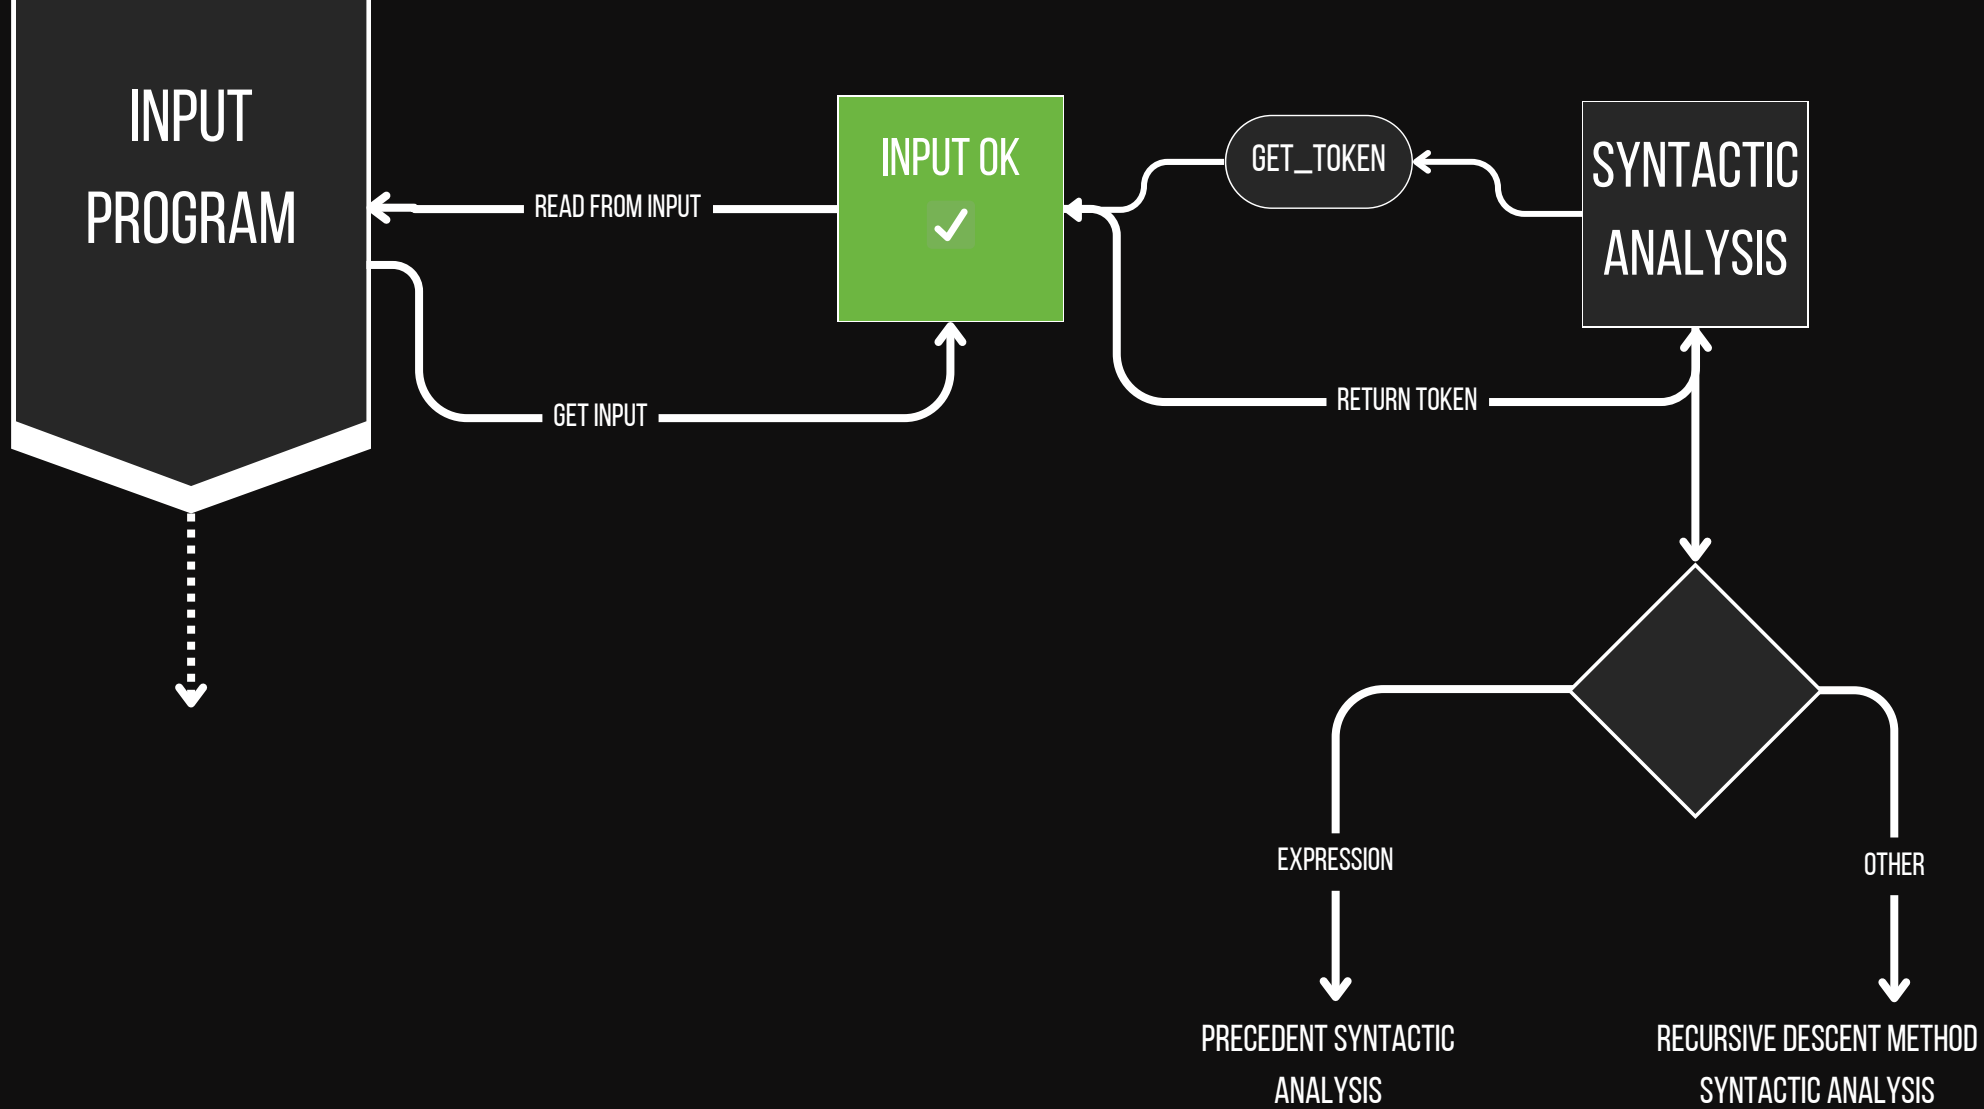 INPUT
PROGRAM
READ FROM INPUT
GET INPUT
INPUT OK
GET_TOKEN
SYNTACTIC
ANALYSIS
RETURN TOKEN
EXPRESSION
OTHER
PRECEDENT SYNTACTIC
ANALYSIS
RECURSIVE DESCENT METHOD
SYNTACTIC ANALYSIS